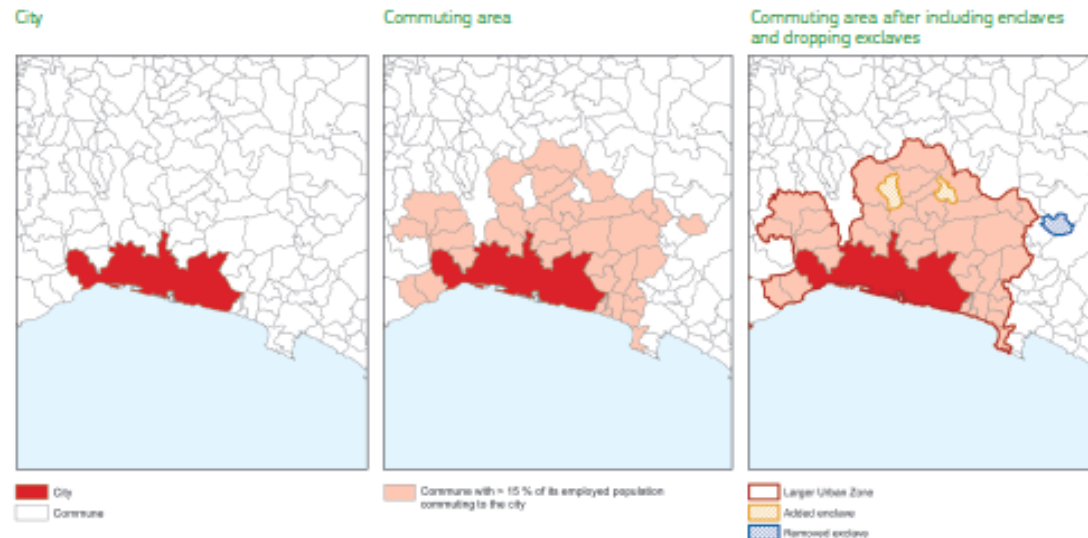 City
Commuting area
Commuting area after including enclaves
and dropping exclaves
City
Commune
Commune with ≈ 15 % of its employed population
commuting to the city
Larger Urban Zone
Added enclave
Removed exclave